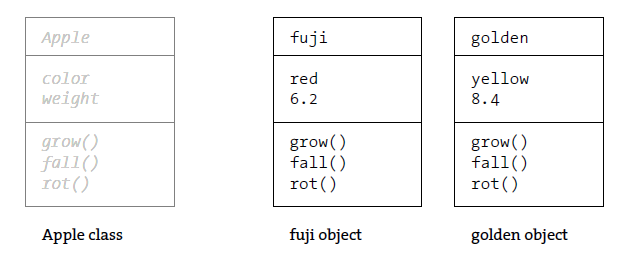 Apple
color
weight
grow()
fall()
rot()
Apple class
fuji
red
6.2
grow()
fall()
rot()
fuji object
golden
yellow
8.4
grow()
fall()
rot()
golden object